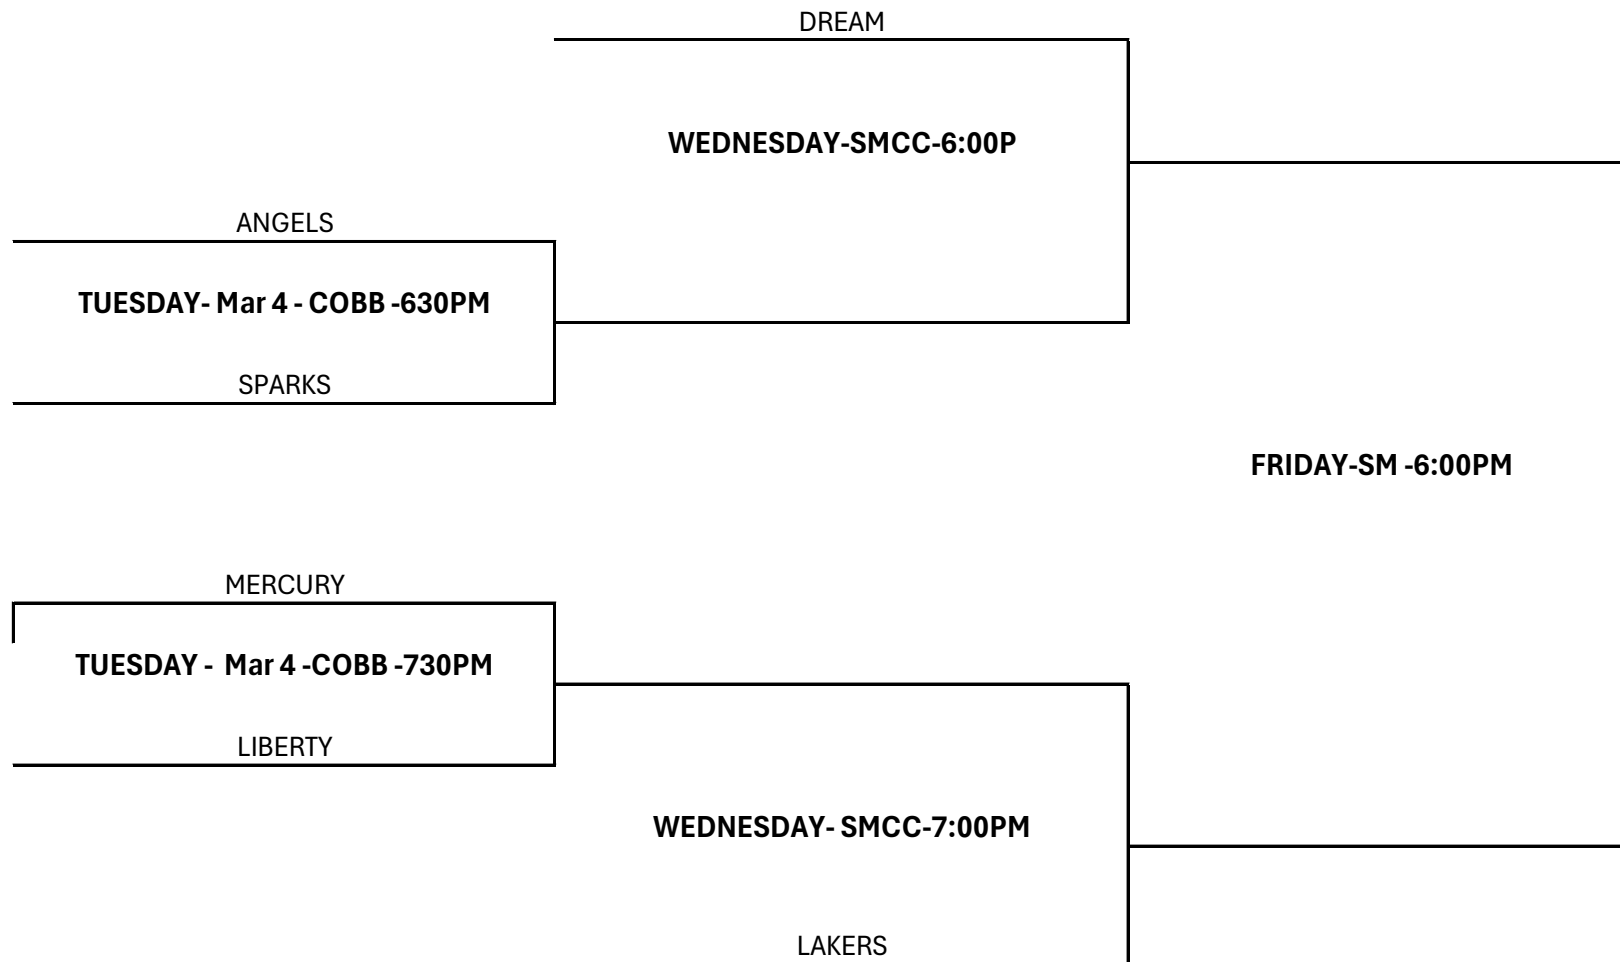 DREAM
WEDNESDAY-SMCC-6:00P
ANGELS
TUESDAY- Mar 4 - COBB -630PM
SPARKS
FRIDAY-SM -6:00PM
MERCURY
TUESDAY -  Mar 4 -COBB -730PM
LIBERTY
WEDNESDAY- SMCC-7:00PM
LAKERS